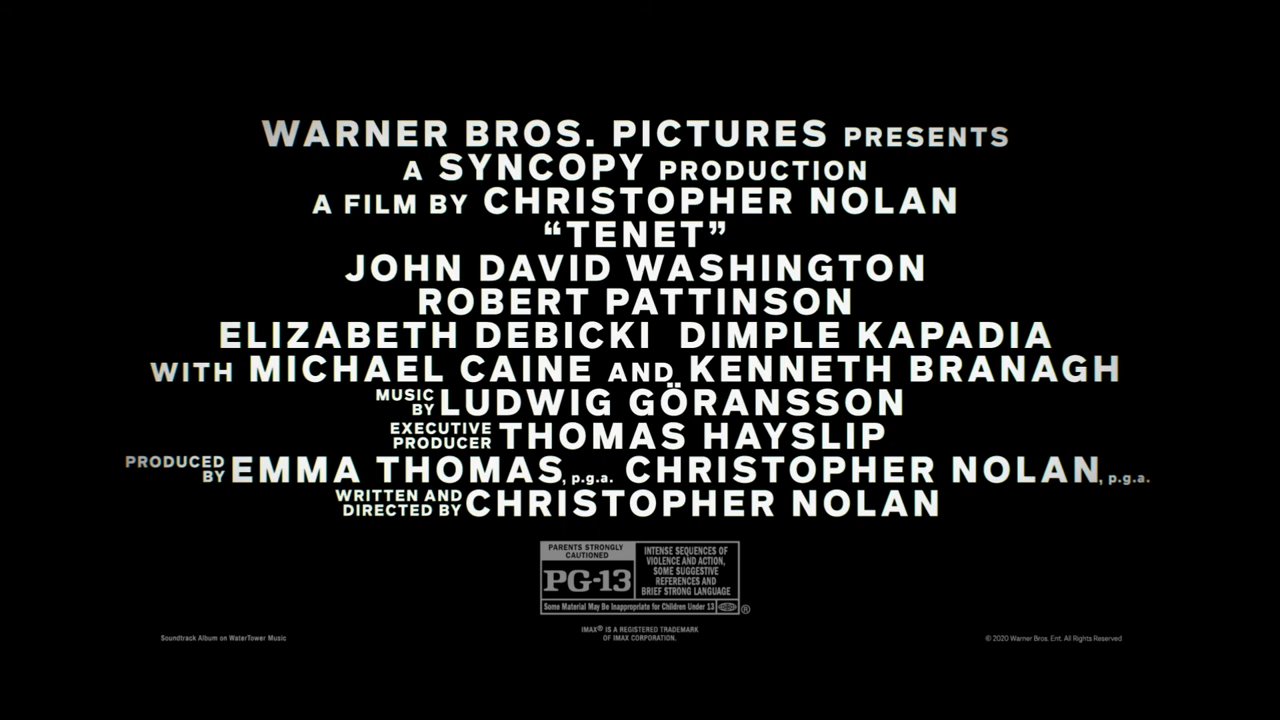 WARNER BROS. PICTURES PRESENTS
A SYNCOPY PRODUCTION
A FILM BY CHRISTOPHER NOLAN
“TENET”
JOHN DAVID WASHINGTON
ROBERT PATTINSON
ELIZABETH DEBICKI DIMPLE KAPADIA
WITH MICHAEL CAINE AND KENNETH BRANAGH
MUSIC BY LUDWIG GÖRANSSON
EXECUTIVE PRODUCER THOMAS HAYSLIP
PRODUCED BY EMMA THOMAS, p.g.a. CHRISTOPHER NOLAN, p.g.a.
WRITTEN AND DIRECTED BY CHRISTOPHER NOLAN
PARENTS STRONGLY
CAUTIONED
PG-13
INTENSE SEQUENCES OF
VIOLENCE AND ACTION,
SOME SUGGESTIVE
REFERENCES AND
BRIEF STRONG LANGUAGE
Some Material May Be Inappropriate for Children Under 13
®
IMAX® IS A REGISTERED TRADEMARK
OF IMAX CORPORATION.
Soundtrack Album on WaterTower Music
© 2020 Warner Bros. Ent. All Rights Reserved